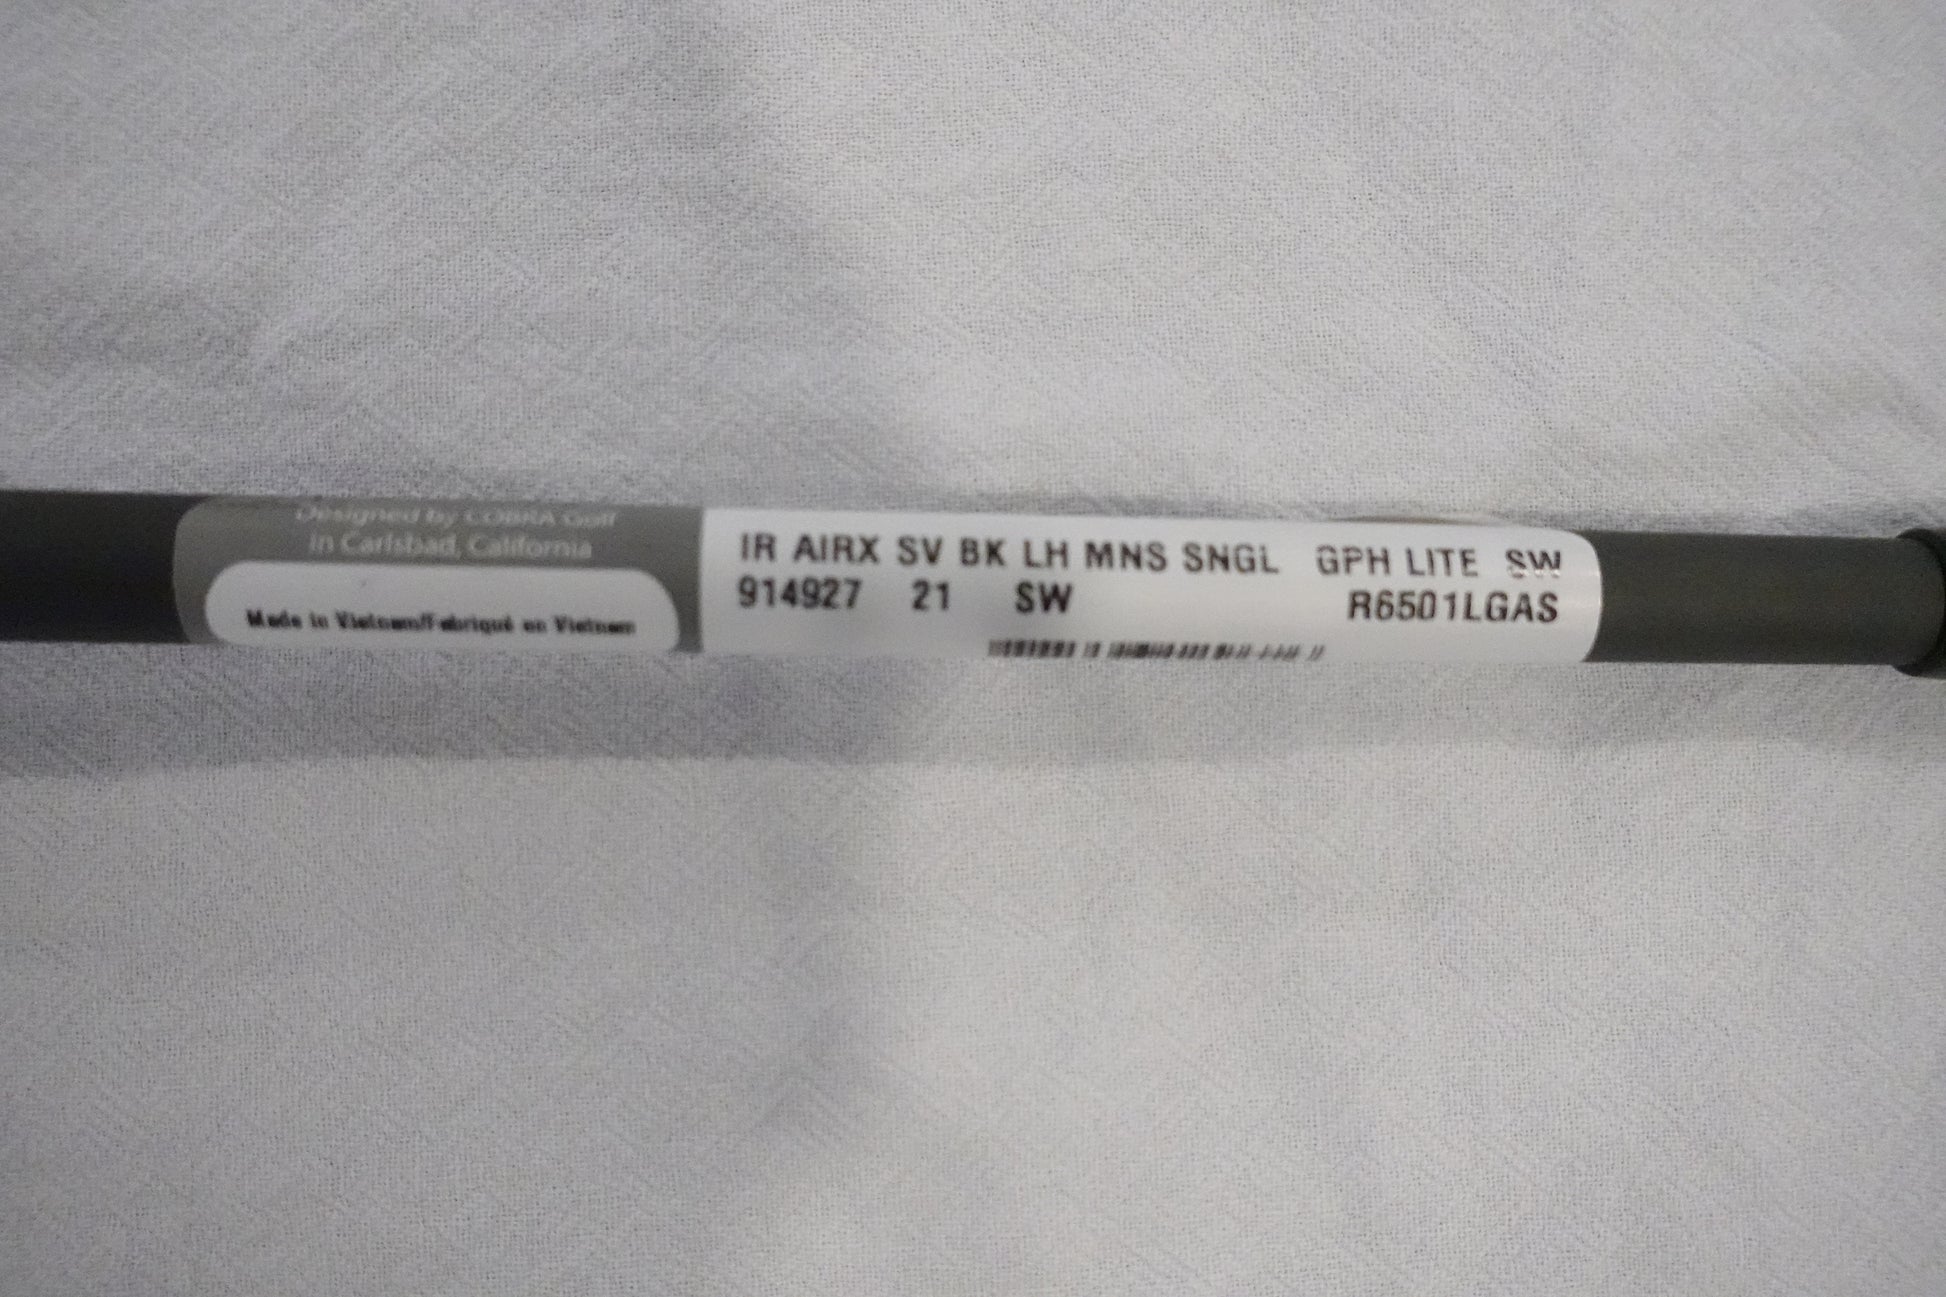 Designed by COBRA Golf
in Carlsbad, California
Made in Vietnam/Fabriqué en Vietnam
IR AIRX SV BK LH MNS SNGL GPH LITE SW
914927 21 SW R6501LGAS